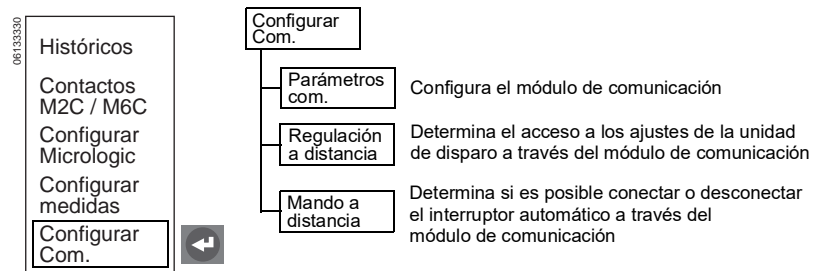 06133330
Históricos
Contactos
M2C / M6C
Configurar
Micrologic
Configurar
medidas
Configurar
Com.
Configurar
Com.
Parámetros
com.
Configura el módulo de comunicación
Regulación
a distancia
Determina el acceso a los ajustes de la unidad
de disparo a través del módulo de comunicación
Mando a
distancia
Determina si es posible conectar o desconectar
el interruptor automático a través del
módulo de comunicación